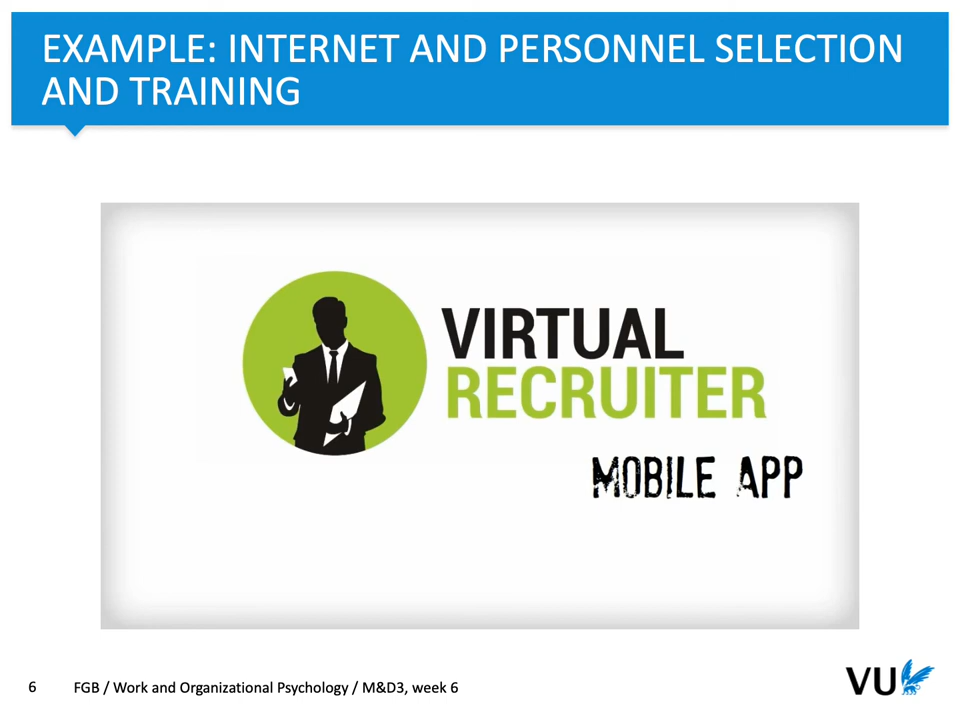 EXAMPLE: INTERNET AND PERSONNEL SELECTION
AND TRAINING
VIRTUAL
RECRUITER
MOBILE APP
6 FGB / Work and Organizational Psychology / M&D3, week 6
VU